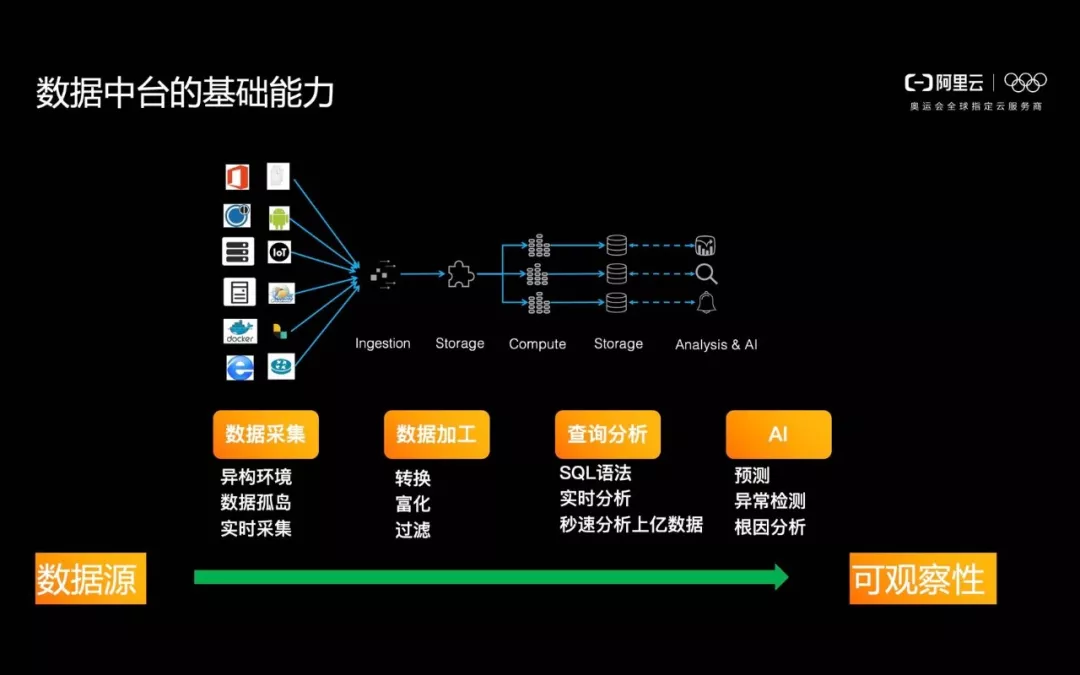 数据中台的基础能力
阿里云
奥运会全球指定云服务商
IoT
docker
Ingestion
Storage
Compute
Storage
Analysis & AI
数据采集
异构环境
数据孤岛
实时采集
数据加工
转换
富化
过滤
查询分析
SQL语法
实时分析
秒速分析上亿数据
AI
预测
异常检测
根因分析
数据源
可观察性